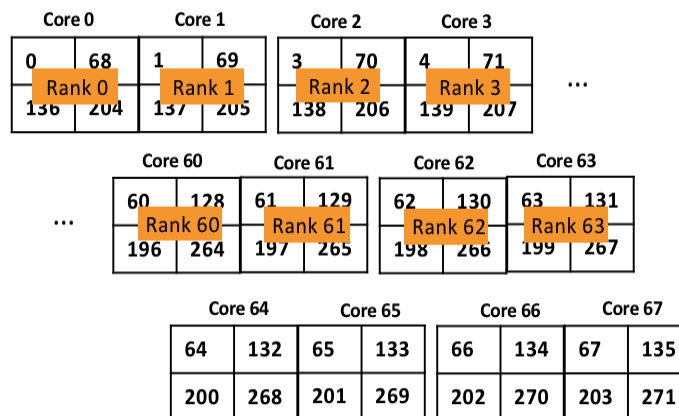 Core 0 Core 1 Core 2 Core 3
0 68 1 69 3 70 4 71
Rank 0 Rank 1 Rank 2 Rank 3 ...
136 204 137 205 138 206 139 207
Core 60 Core 61 Core 62 Core 63
60 128 61 129 62 130 63 131
... Rank 60 Rank 61 Rank 62 Rank 63
196 264 197 265 198 266 199 267
Core 64 Core 65 Core 66 Core 67
64 132 65 133 66 134 67 135
200 268 201 269 202 270 203 271